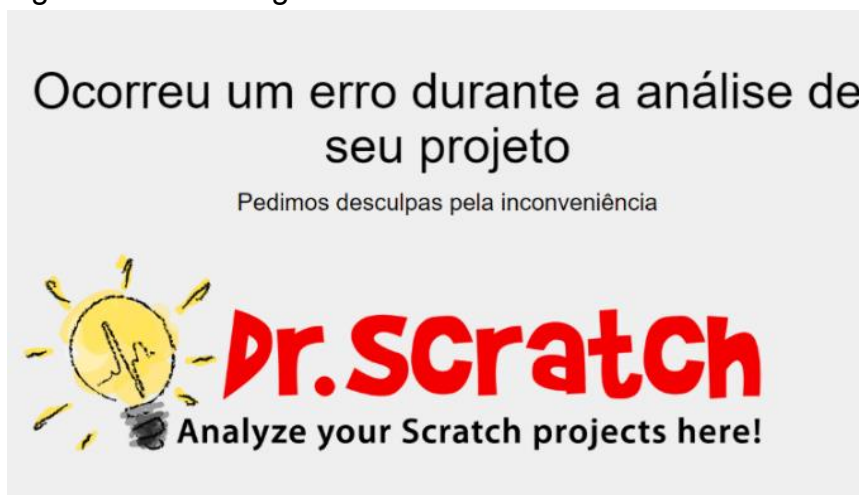 Ocorreu um erro durante a análise de
seu projeto
Pedimos desculpas pela inconveniência
Dr.Scratch
Analyze your Scratch projects here!